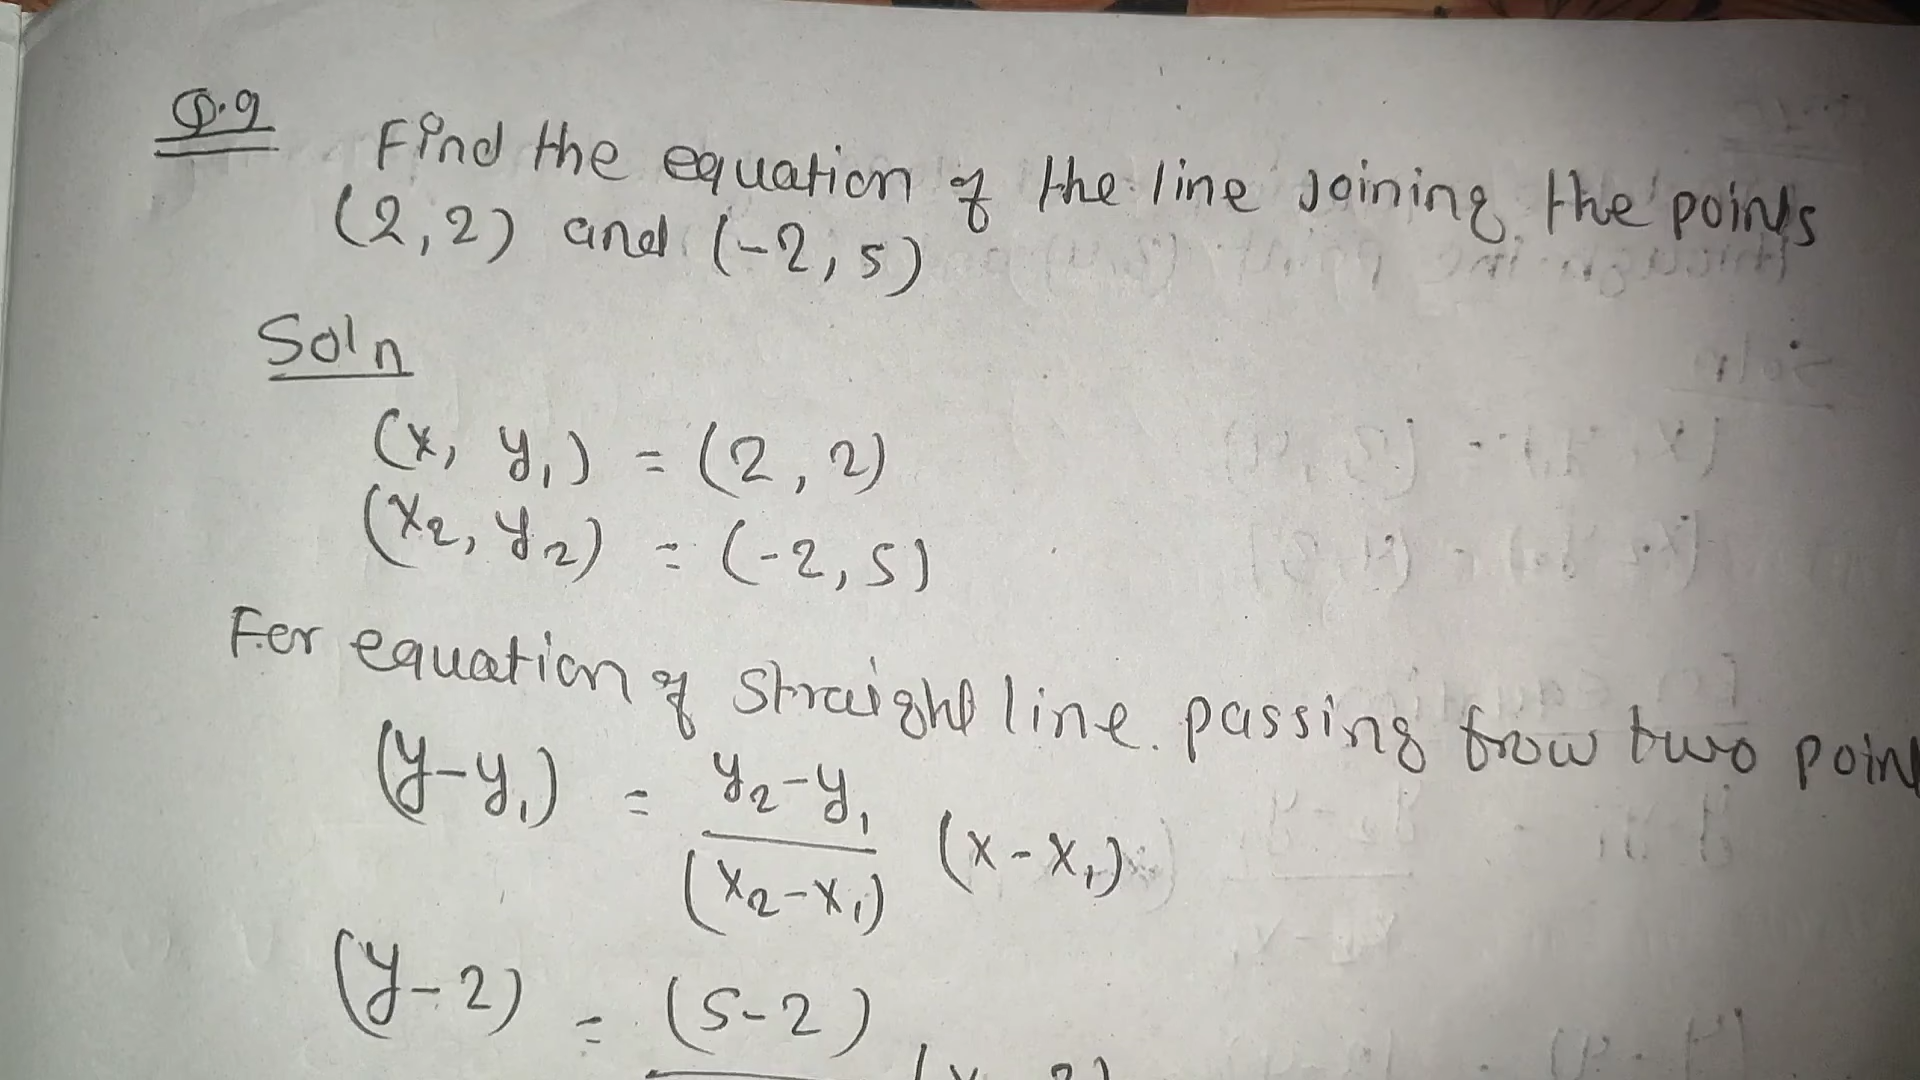 Q.9
Find the equation of the line Joining the points
(2,2) and (-2,5)
Soln
(x, y₁) = (2,2)
(x₂, y₂) = (-2,5)
For equation of straight line. passing from two point
(y-y₁) = y₂-y₁ / (x₂-x₁) (x-x₁)
(y-2) = (5-2)